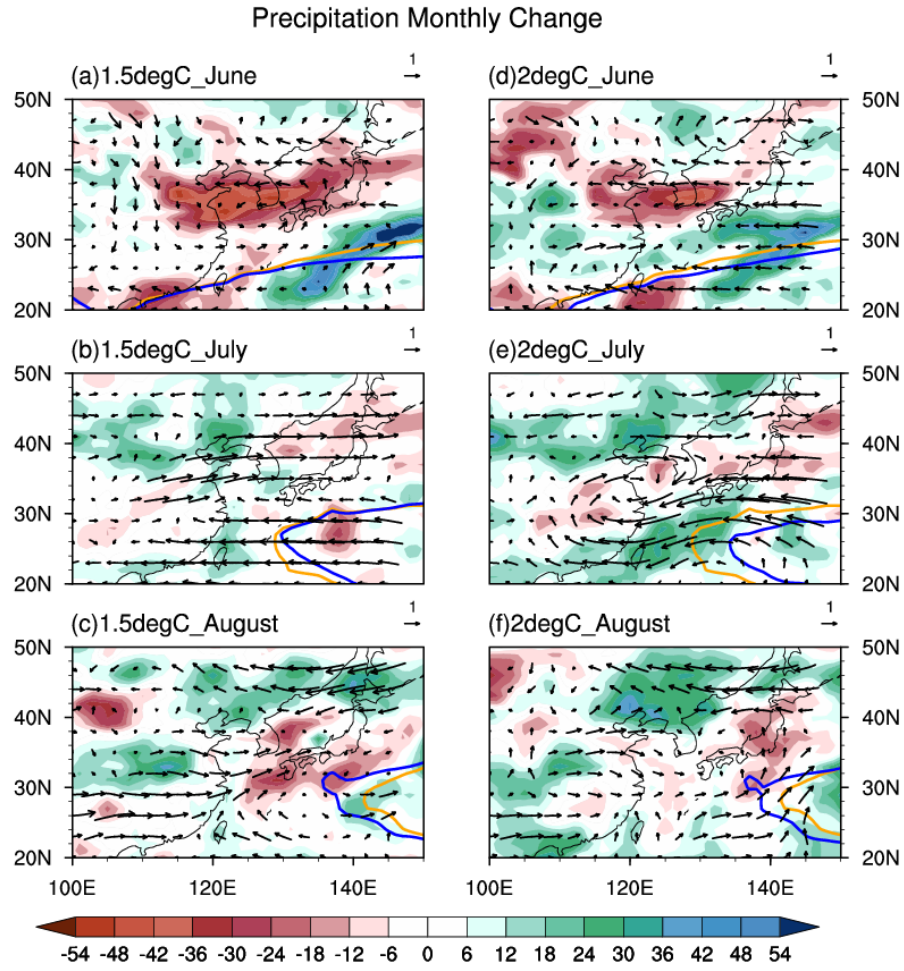 Precipitation Monthly Change
(a)1.5degC_June
1
(d)2degC_June
1
50N
40N
30N
20N
50N
40N
30N
20N
(b)1.5degC_July
1
(e)2degC_July
1
50N
40N
30N
20N
50N
40N
30N
20N
(c)1.5degC_August
1
(f)2degC_August
1
50N
40N
30N
20N
50N
40N
30N
20N
100E 120E 140E 100E 120E 140E
-54 -48 -42 -36 -30 -24 -18 -12 -6 0 6 12 18 24 30 36 42 48 54